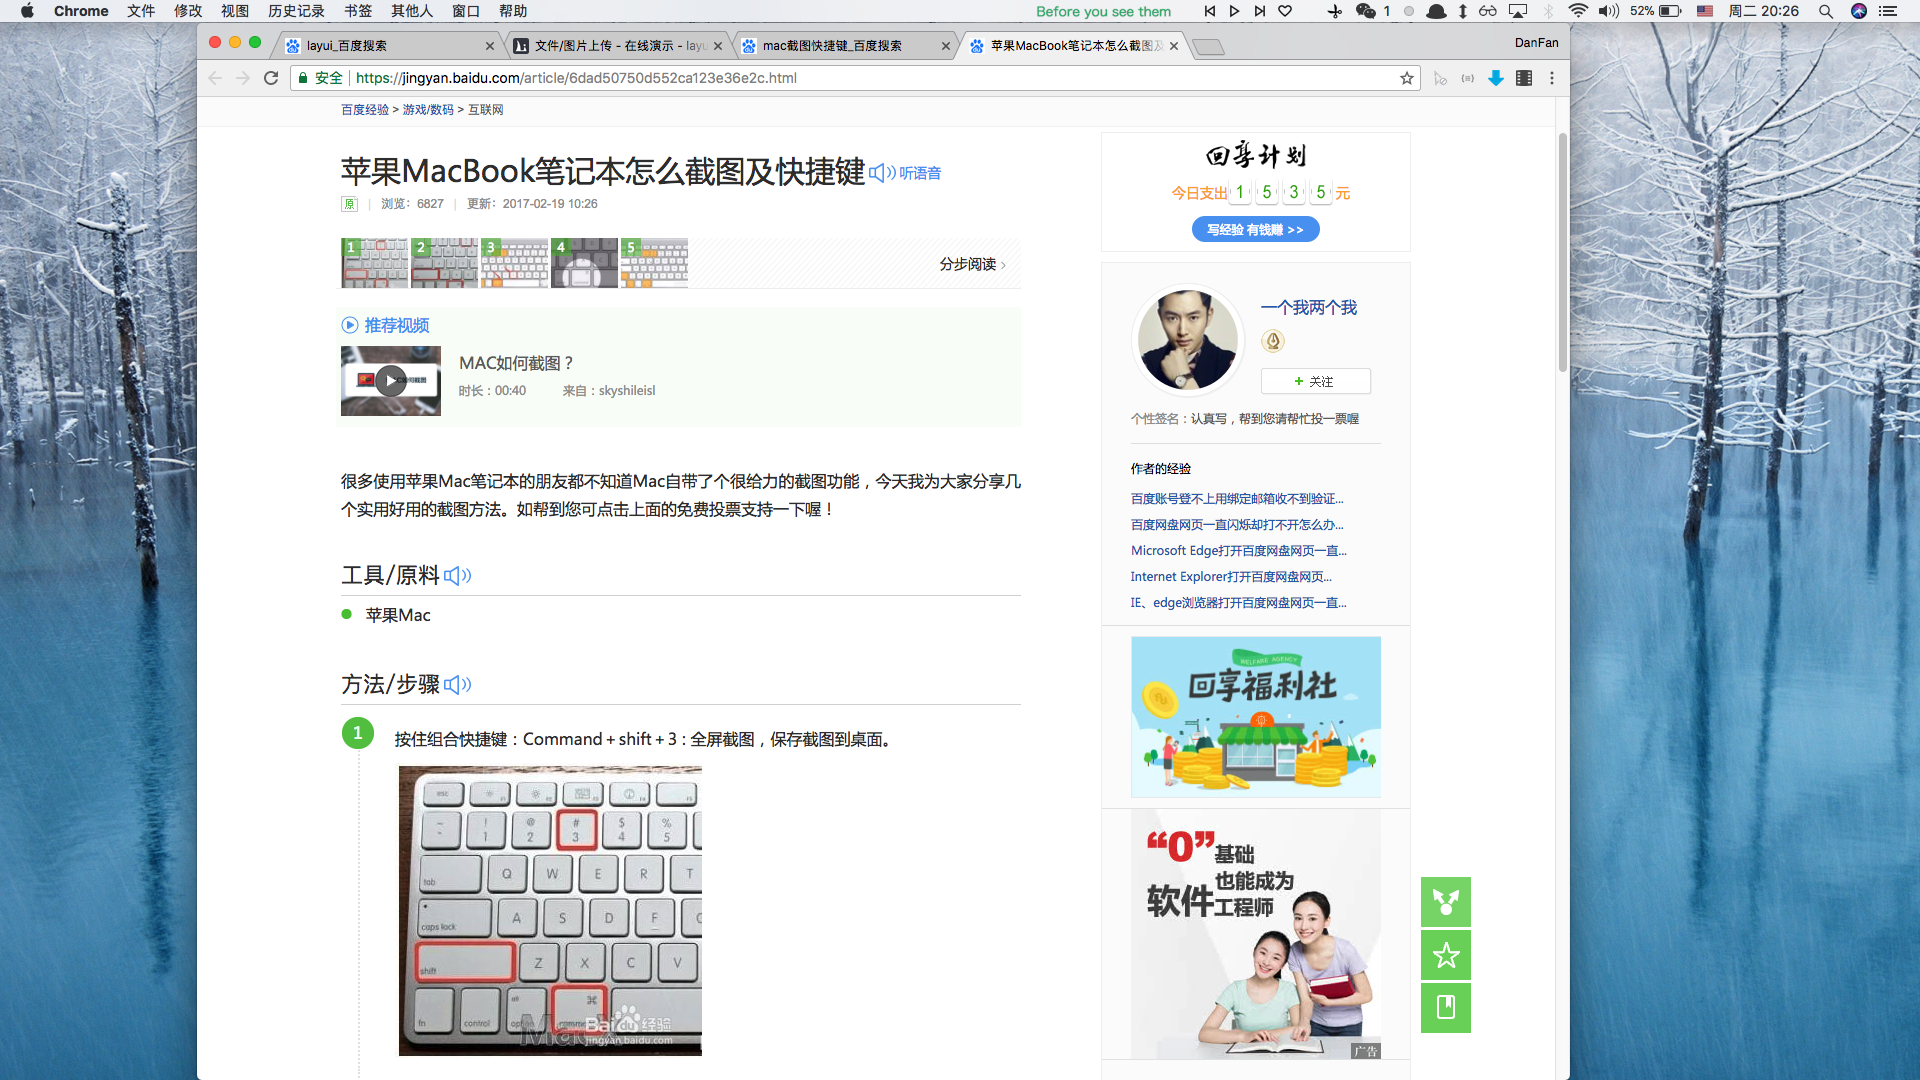 Chrome 文件 修改 视图 历史记录 书签 其他人 窗口 帮助 Before you see them 1 52% 周二 20:26
layui_百度搜索 文件/图片上传 - 在线演示 - layu mac截图快捷键_百度搜索 苹果MacBook笔记本怎么截图及 DanFan
安全 https://jingyan.baidu.com/article/6dad50750d552ca123e36e2c.html
百度经验 > 游戏/数码 > 互联网
苹果MacBook笔记本怎么截图及快捷键 听语音
原 浏览：6827 更新：2017-02-19 10:26
1 2 3 4 5
分步阅读
推荐视频
MAC如何截图？
时长：00:40 来自：skyshileisl
很多使用苹果Mac笔记本的朋友都不知道Mac自带了个很给力的截图功能，今天我为大家分享几
个实用好用的截图方法。如帮到您可点击上面的免费投票支持一下喔！
工具/原料
苹果Mac
方法/步骤
1 按住组合快捷键：Command＋shift＋3：全屏截图，保存截图到桌面。
esc
~ ! 1 @ 2 # 3 $ 4 % 5
tab Q W E R T
caps lock A S D F
shift Z X C V
fn control
Baidu经验
jingyan.baidu.com
回享计划
今日支出 1 5 3 5 元
写经验 有钱赚 >>
一个我两个我
+ 关注
个性签名：认真写，帮到您请帮忙投一票喔
作者的经验
百度账号登不上用绑定邮箱收不到验证...
百度网盘网页一直闪烁却打不开怎么办...
Microsoft Edge打开百度网盘网页一直...
Internet Explorer打开百度网盘网页...
IE、edge浏览器打开百度网盘网页一直...
WELFARE AGENCY
回享福利社
“0”基础
也能成为
软件工程师
广告